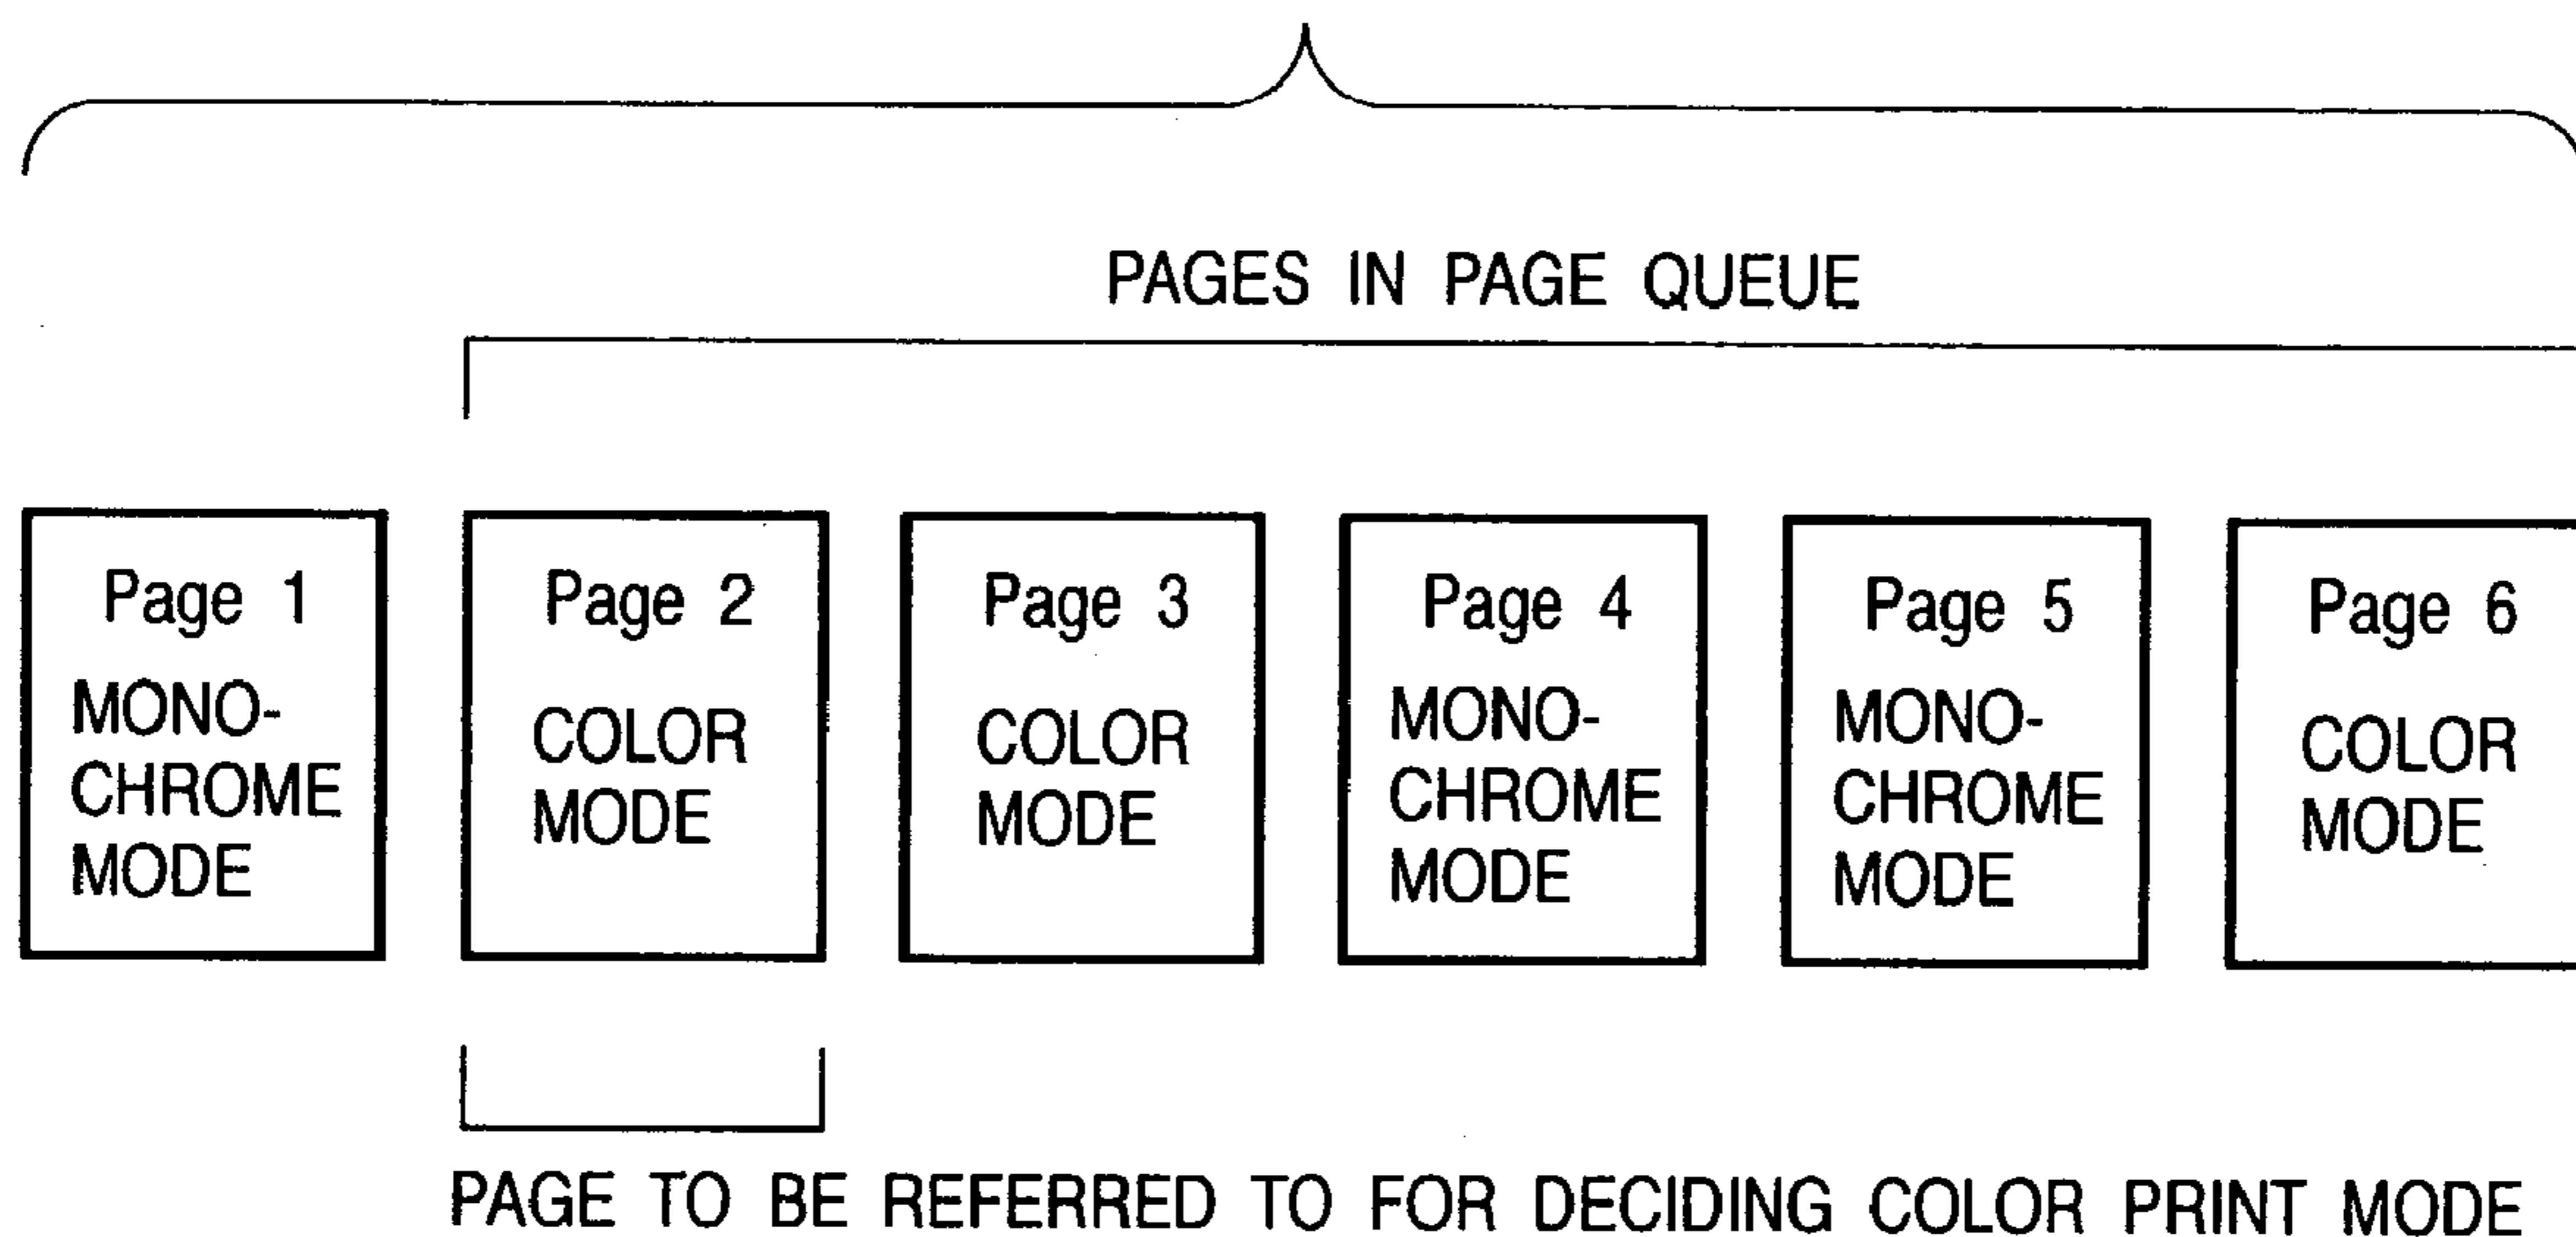 PAGES IN PAGE QUEUE
Page 1
MONO-
CHROME
MODE
Page 2
COLOR
MODE
Page 3
COLOR
MODE
Page 4
MONO-
CHROME
MODE
Page 5
MONO-
CHROME
MODE
Page 6
COLOR
MODE
PAGE TO BE REFERRED TO FOR DECIDING COLOR PRINT MODE